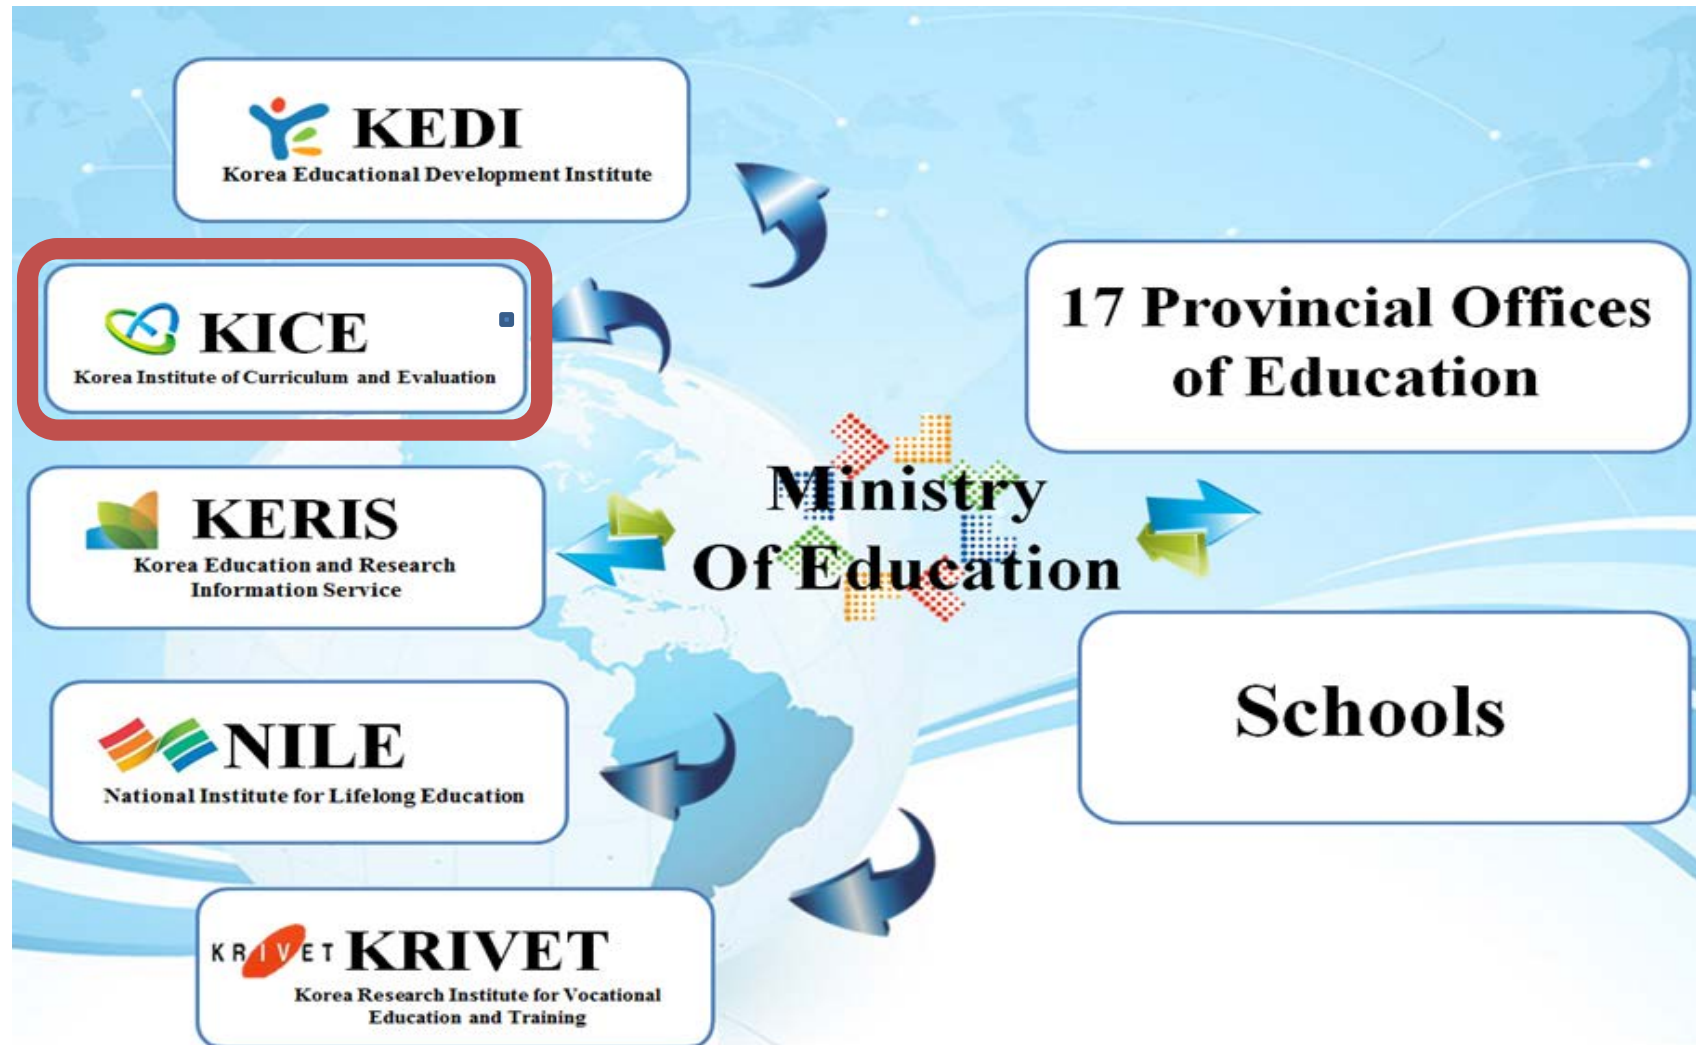 KEDI
Korea Educational Development Institute
KICE
Korea Institute of Curriculum and Evaluation
KERIS
Korea Education and Research
Information Service
NILE
National Institute for Lifelong Education
KRIVET KRIVET
Korea Research Institute for Vocational
Education and Training
Ministry
Of Education
17 Provincial Offices
of Education
Schools